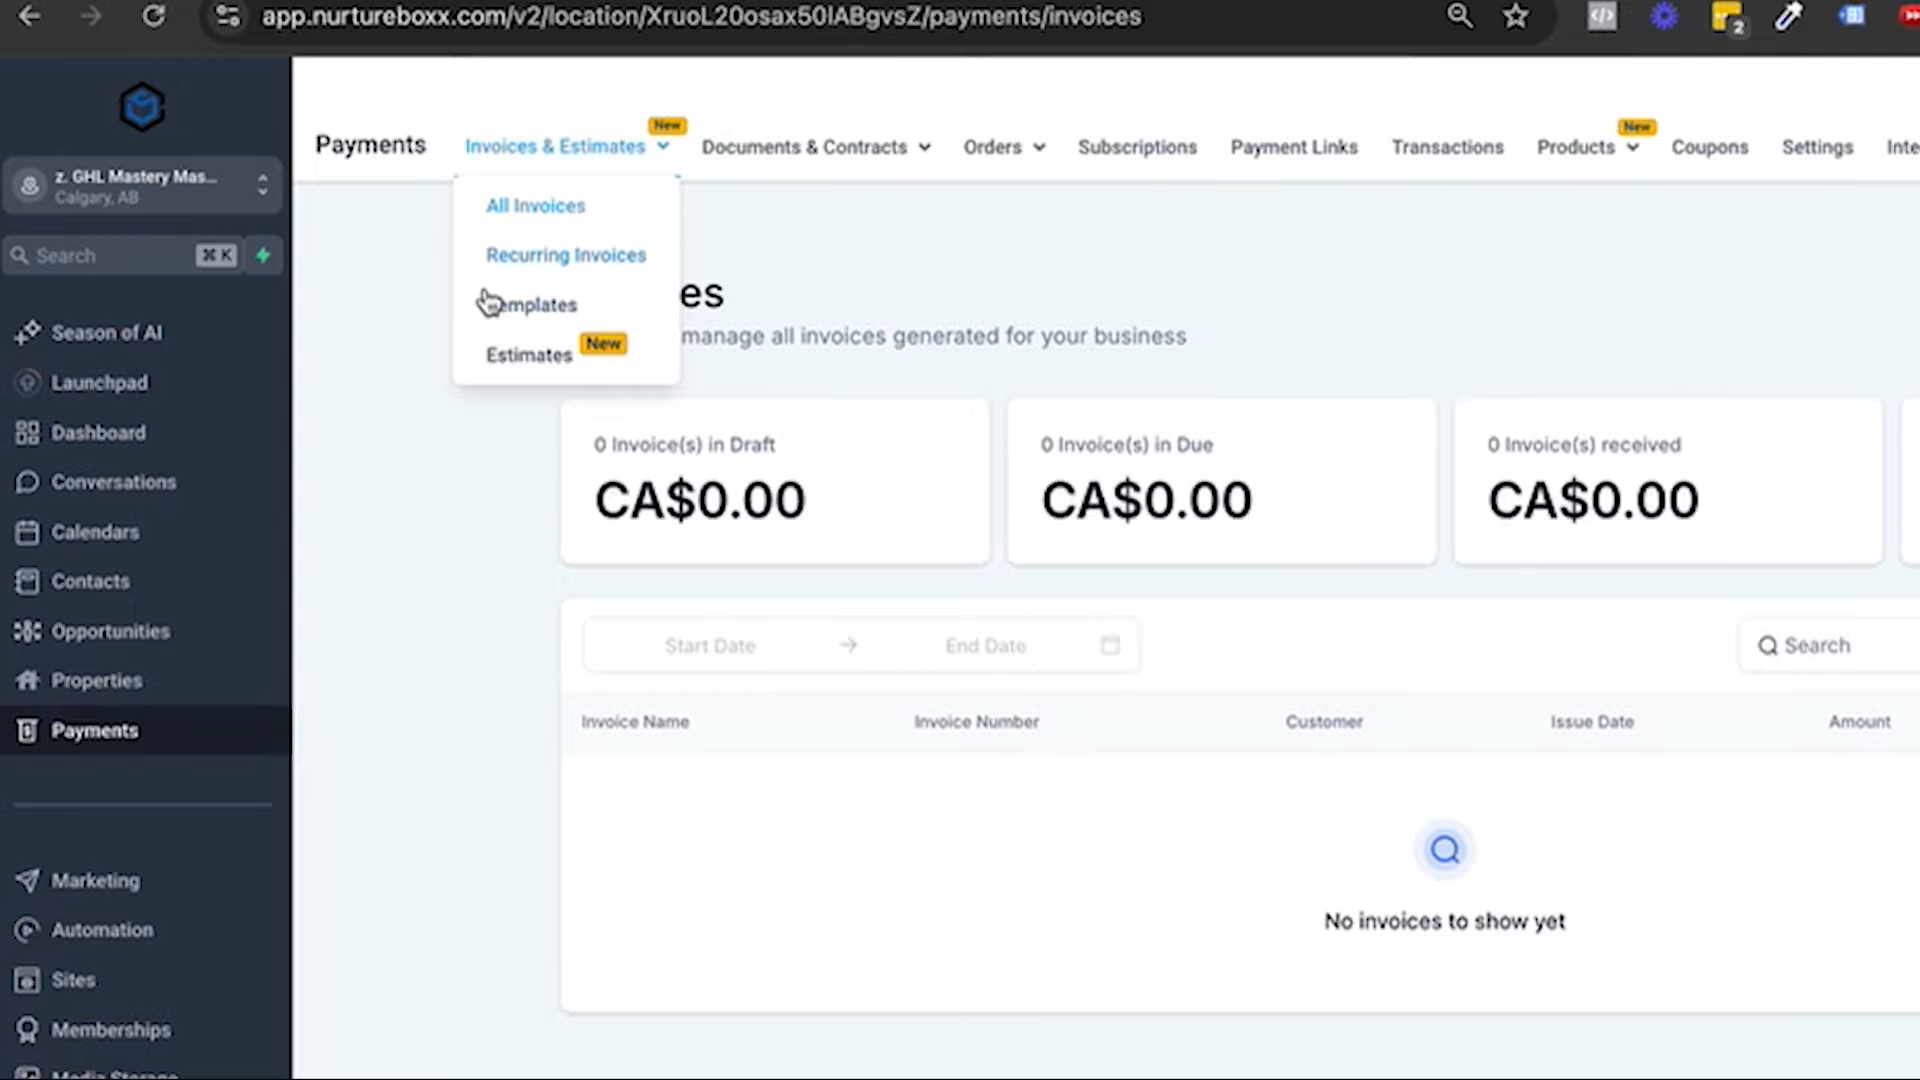 app.nurtureboxx.com/v2/location/XruoL20osax50IABgvsZ/payments/invoices
2
z. GHL Mastery Mas...
Calgary, AB
Search ⌘ K
Season of AI
Launchpad
Dashboard
Conversations
Calendars
Contacts
Opportunities
Properties
Payments
Marketing
Automation
Sites
Memberships
Media Storage
Payments
Invoices & Estimates New
Documents & Contracts
Orders
Subscriptions
Payment Links
Transactions
Products New
Coupons
Settings
Inte
All Invoices
Recurring Invoices
emplates
Estimates New
es
manage all invoices generated for your business
0 Invoice(s) in Draft
CA$0.00
0 Invoice(s) in Due
CA$0.00
0 Invoice(s) received
CA$0.00
Start Date → End Date
Search
Invoice Name Invoice Number Customer Issue Date Amount
No invoices to show yet